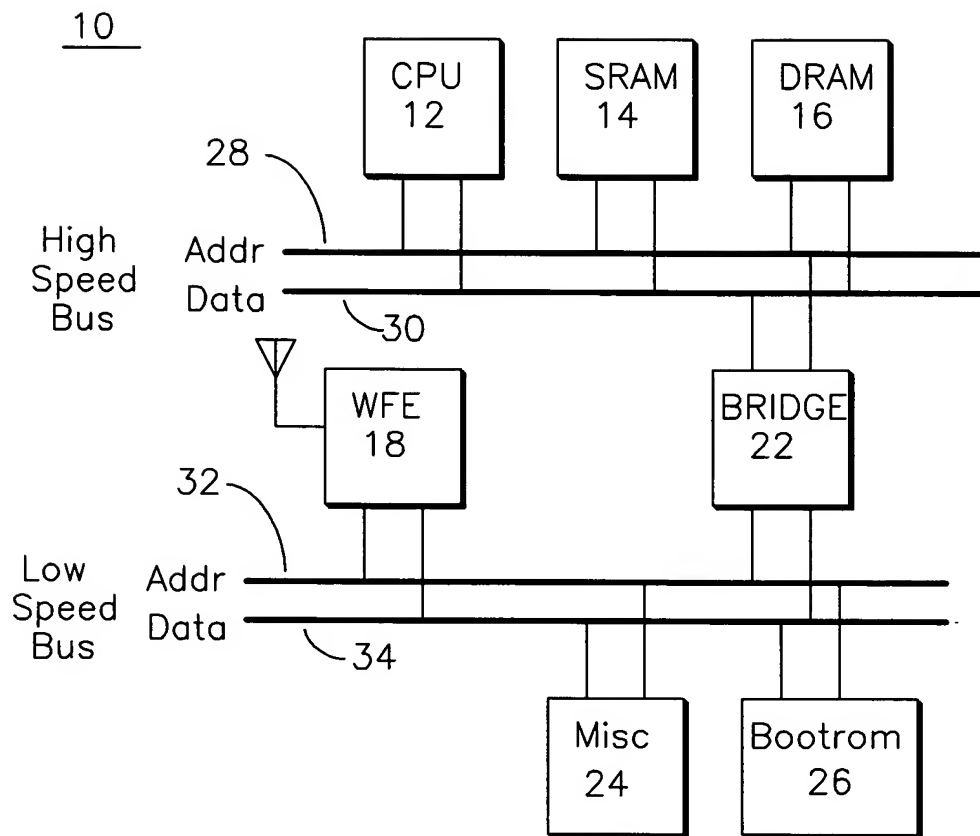 10
CPU
12
SRAM
14
DRAM
16
28
High
Speed
Bus
Addr
Data
30
WFE
18
BRIDGE
22
32
Low
Speed
Bus
Addr
Data
34
Misc
24
Bootrom
26